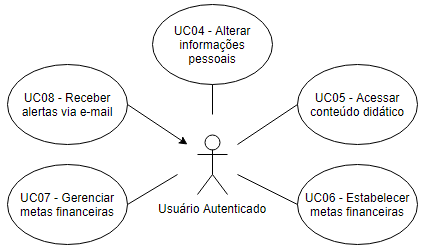 UC04 - Alterar
informações
pessoais
UC08 - Receber
alertas via e-mail
UC05 - Acessar
conteúdo didático
UC07 - Gerenciar
metas financeiras
Usuário Autenticado
UC06 - Estabelecer
metas financeiras